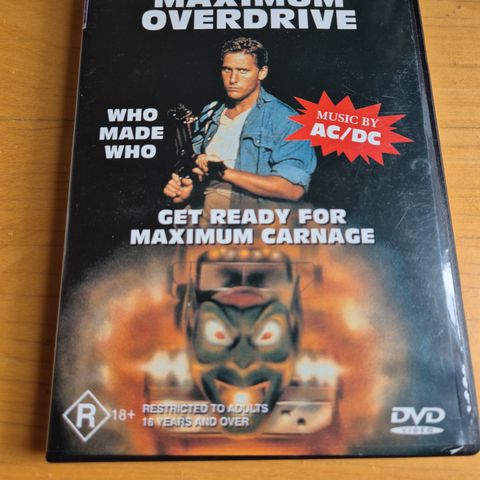 MAXIMUM
OVERDRIVE
WHO
MADE
WHO
MUSIC BY
AC/DC
GET READY FOR
MAXIMUM CARNAGE
R 18+
RESTRICTED TO ADULTS
18 YEARS AND OVER
DVD
VIDEO